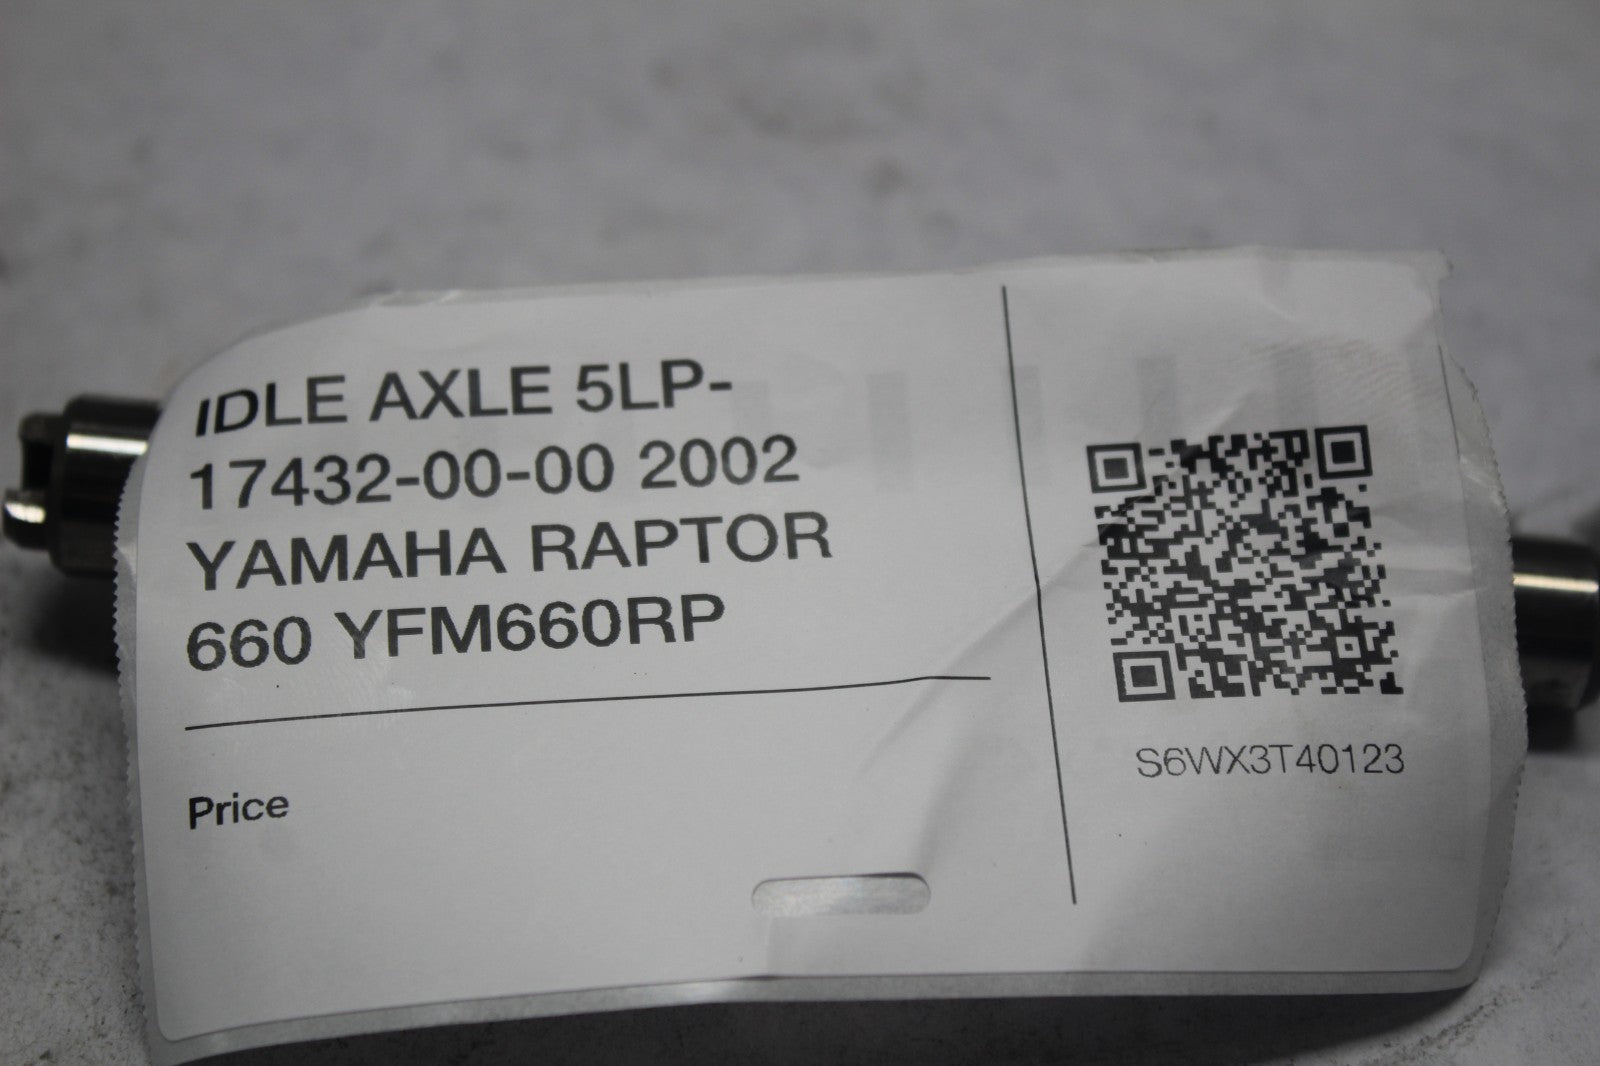 IDLE AXLE 5LP-
17432-00-00 2002
YAMAHA RAPTOR
660 YFM660RP
Price
S6WX3T40123